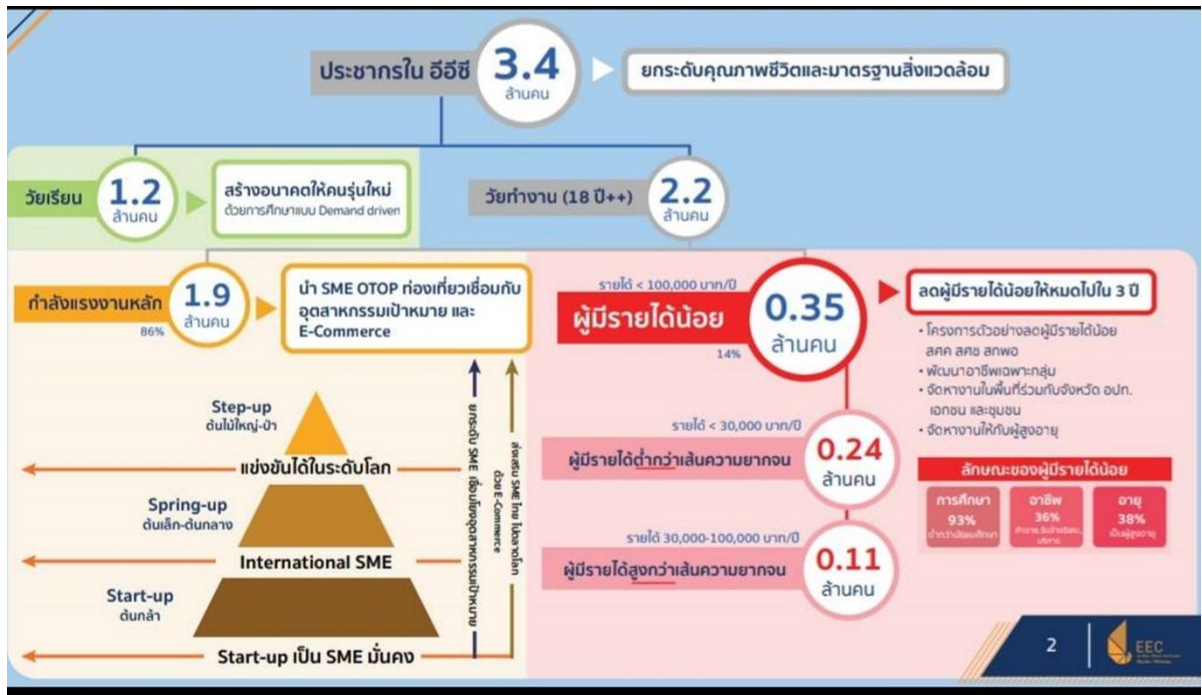 ประชากรใน อีอีซี
3.4
ล้านคน
ยกระดับคุณภาพชีวิตและมาตรฐานสิ่งแวดล้อม
วัยเรียน
1.2
ล้านคน
สร้างอนาคตให้คนรุ่นใหม่
ด้วยการศึกษาแบบ Demand driven
วัยทำงาน (18 ปี++)
2.2
ล้านคน
กำลังแรงงานหลัก
86%
1.9
ล้านคน
นำ SME OTOP ท่องเที่ยวเชื่อมกับ
อุตสาหกรรมเป้าหมาย และ
E-Commerce
Step-up
ต้นไม้ใหญ่-ป่า
แข่งขันได้ในระดับโลก
Spring-up
ต้นเล็ก-ต้นกลาง
International SME
Start-up
ต้นกล้า
Start-up เป็น SME มั่นคง
ยกระดับ SME เชื่อมโยงอุตสาหกรรมเป้าหมาย
ส่งเสริม SME ไทย ไปตลาดโลก
ด้วย E-Commerce
รายได้ < 100,000 บาท/ปี
ผู้มีรายได้น้อย
14%
0.35
ล้านคน
ลดผู้มีรายได้น้อยให้หมดไปใน 3 ปี
• โครงการตัวอย่างลดผู้มีรายได้น้อย
สศค สศช สกพอ
• พัฒนาอาชีพเฉพาะกลุ่ม
• จัดหางานในพื้นที่ร่วมกับจังหวัด อปท.
เอกชน และชุมชน
• จัดหางานให้กับผู้สูงอายุ
รายได้ < 30,000 บาท/ปี
ผู้มีรายได้ต่ำกว่าเส้นความยากจน
0.24
ล้านคน
รายได้ 30,000-100,000 บาท/ปี
ผู้มีรายได้สูงกว่าเส้นความยากจน
0.11
ล้านคน
ลักษณะของผู้มีรายได้น้อย
การศึกษา
93%
ต่ำกว่ามัธยมศึกษา
อาชีพ
36%
บริการ
อายุ
38%
เป็นผู้สูงอายุ
2
EEC